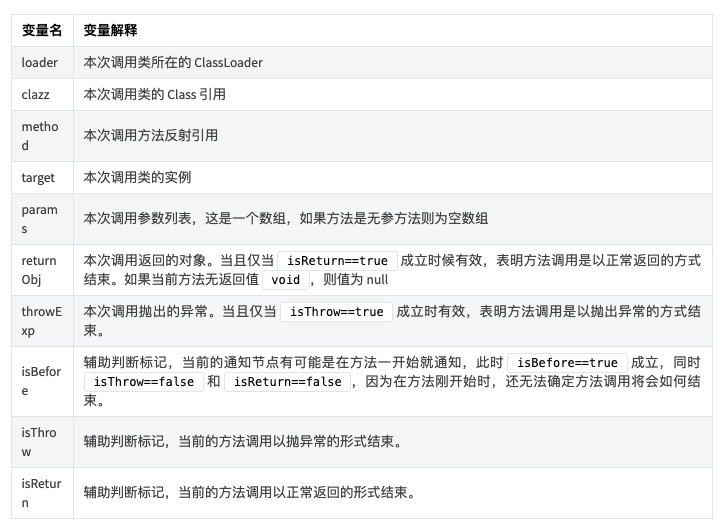 变量名 变量解释
loader 本次调用类所在的 ClassLoader
clazz 本次调用类的 Class 引用
metho
d 本次调用方法反射引用
target 本次调用类的实例
param
s 本次调用参数列表，这是一个数组，如果方法是无参方法则为空数组
return
Obj
本次调用返回的对象。当且仅当 isReturn==true 成立时候有效，表明方法调用是以正常返回的方式
结束。如果当前方法无返回值 void ，则值为 null
throwE
xp
本次调用抛出的异常。当且仅当 isThrow==true 成立时有效，表明方法调用是以抛出异常的方式结
束。
isBefor
e
辅助判断标记，当前的通知节点有可能是在方法一开始就通知，此时 isBefore==true 成立，同时
isThrow==false 和 isReturn==false ，因为在方法刚开始时，还无法确定方法调用将会如何结
束。
isThro
w 辅助判断标记，当前的方法调用以抛异常的形式结束。
isRetur
n 辅助判断标记，当前的方法调用以正常返回的形式结束。